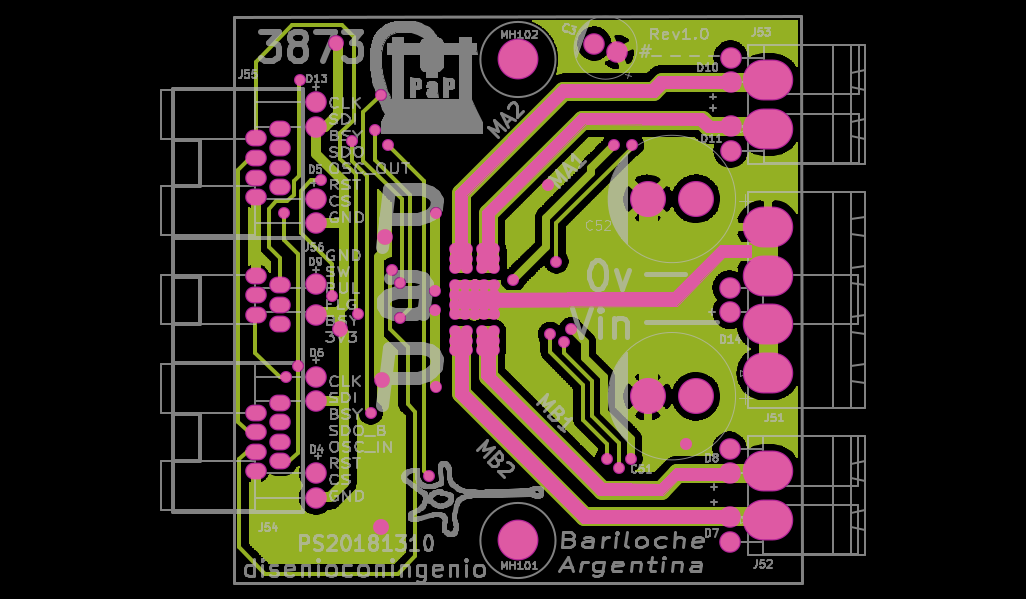 3873
MH102
C3
Rev1.0
#_ _ _ _ _
J53
J55
D13
PaP
D10
CLK
SDI
BSY
SDO
OSC_OUT
RST
CS
GND
D5
MA2
MA1
D11
C52
PaP
J56
GND
D9
SW
PUL
FLG
BSY
3V3
0v
Vin
D14
D6
CLK
SDI
BSY
SDO_B
OSC_IN
RST
CS
GND
D4
MB1
MB2
J51
C51
D8
D7
J54
PS20181310
disenioconingenio
MH101
Bariloche
Argentina
J52